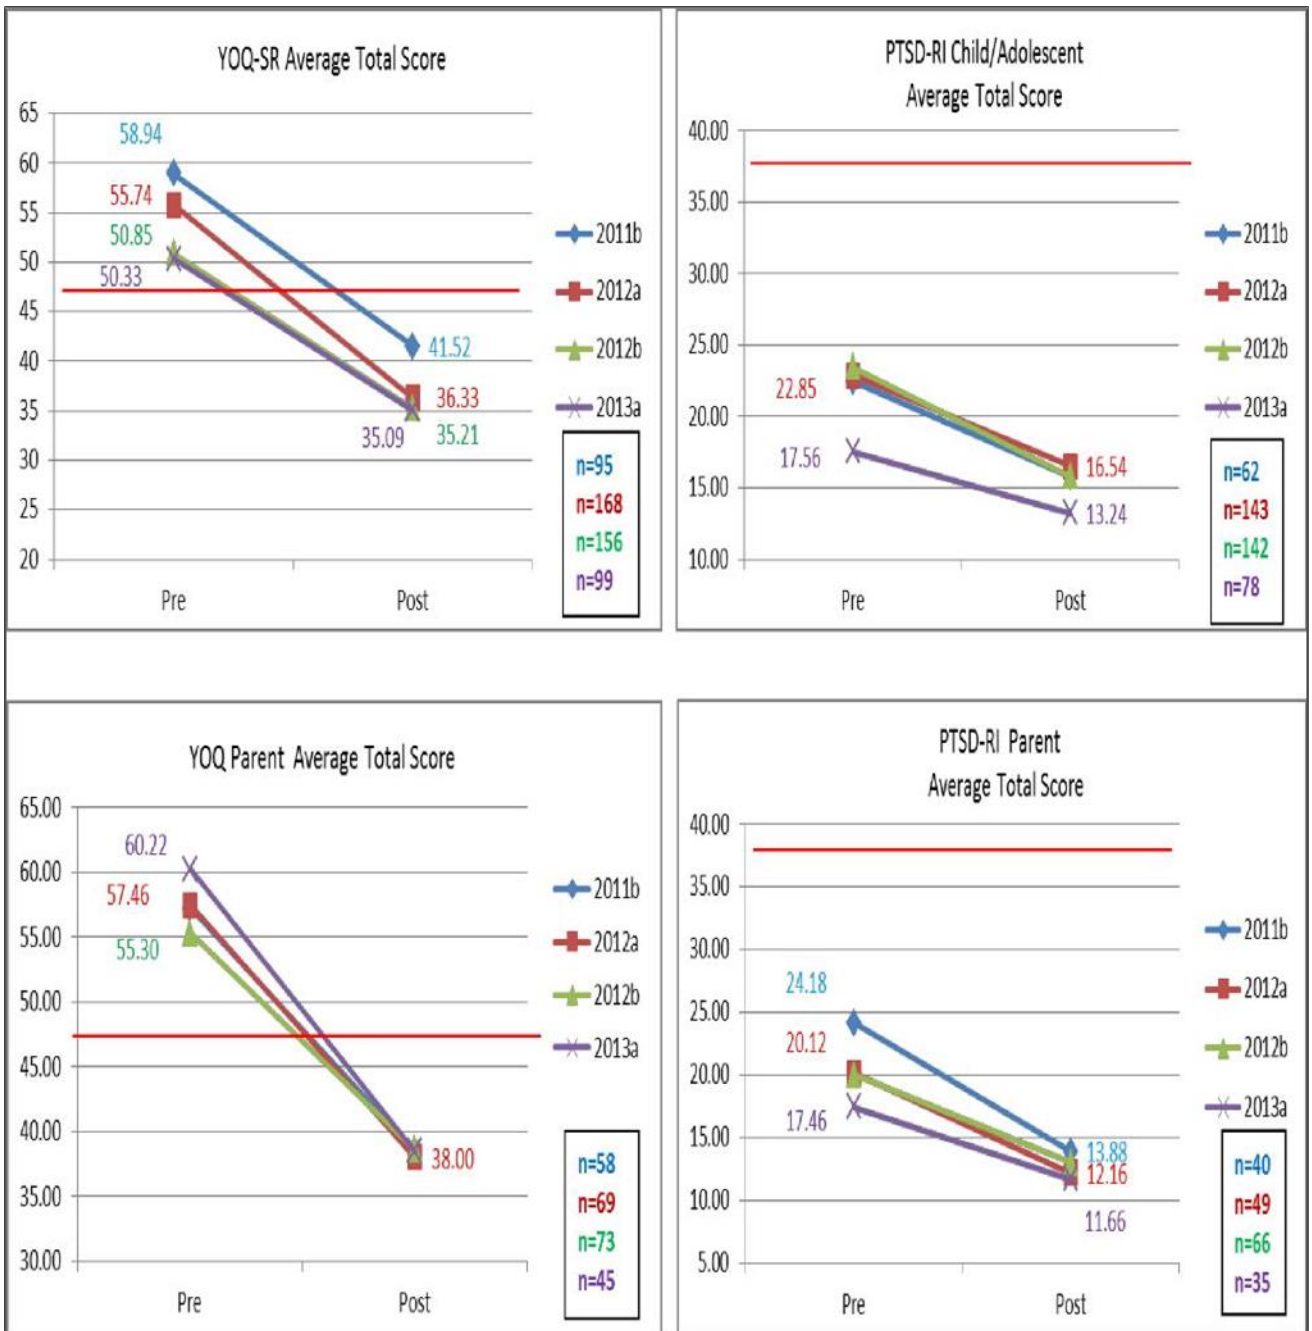 YOQ-SR Average Total Score
65
60
55
50
45
40
35
30
25
20
58.94
55.74
50.85
50.33
41.52
36.33
35.09
35.21
Pre
Post
2011b
2012a
2012b
2013a
n=95
n=168
n=156
n=99
PTSD-RI Child/Adolescent
Average Total Score
40.00
35.00
30.00
25.00
20.00
15.00
10.00
22.85
17.56
16.54
13.24
Pre
Post
2011b
2012a
2012b
2013a
n=62
n=143
n=142
n=78
YOQ Parent Average Total Score
65.00
60.00
55.00
50.00
45.00
40.00
35.00
30.00
60.22
57.46
55.30
38.00
Pre
Post
2011b
2012a
2012b
2013a
n=58
n=69
n=73
n=45
PTSD-RI Parent
Average Total Score
40.00
35.00
30.00
25.00
20.00
15.00
10.00
5.00
24.18
20.12
17.46
13.88
12.16
11.66
Pre
Post
2011b
2012a
2012b
2013a
n=40
n=49
n=66
n=35